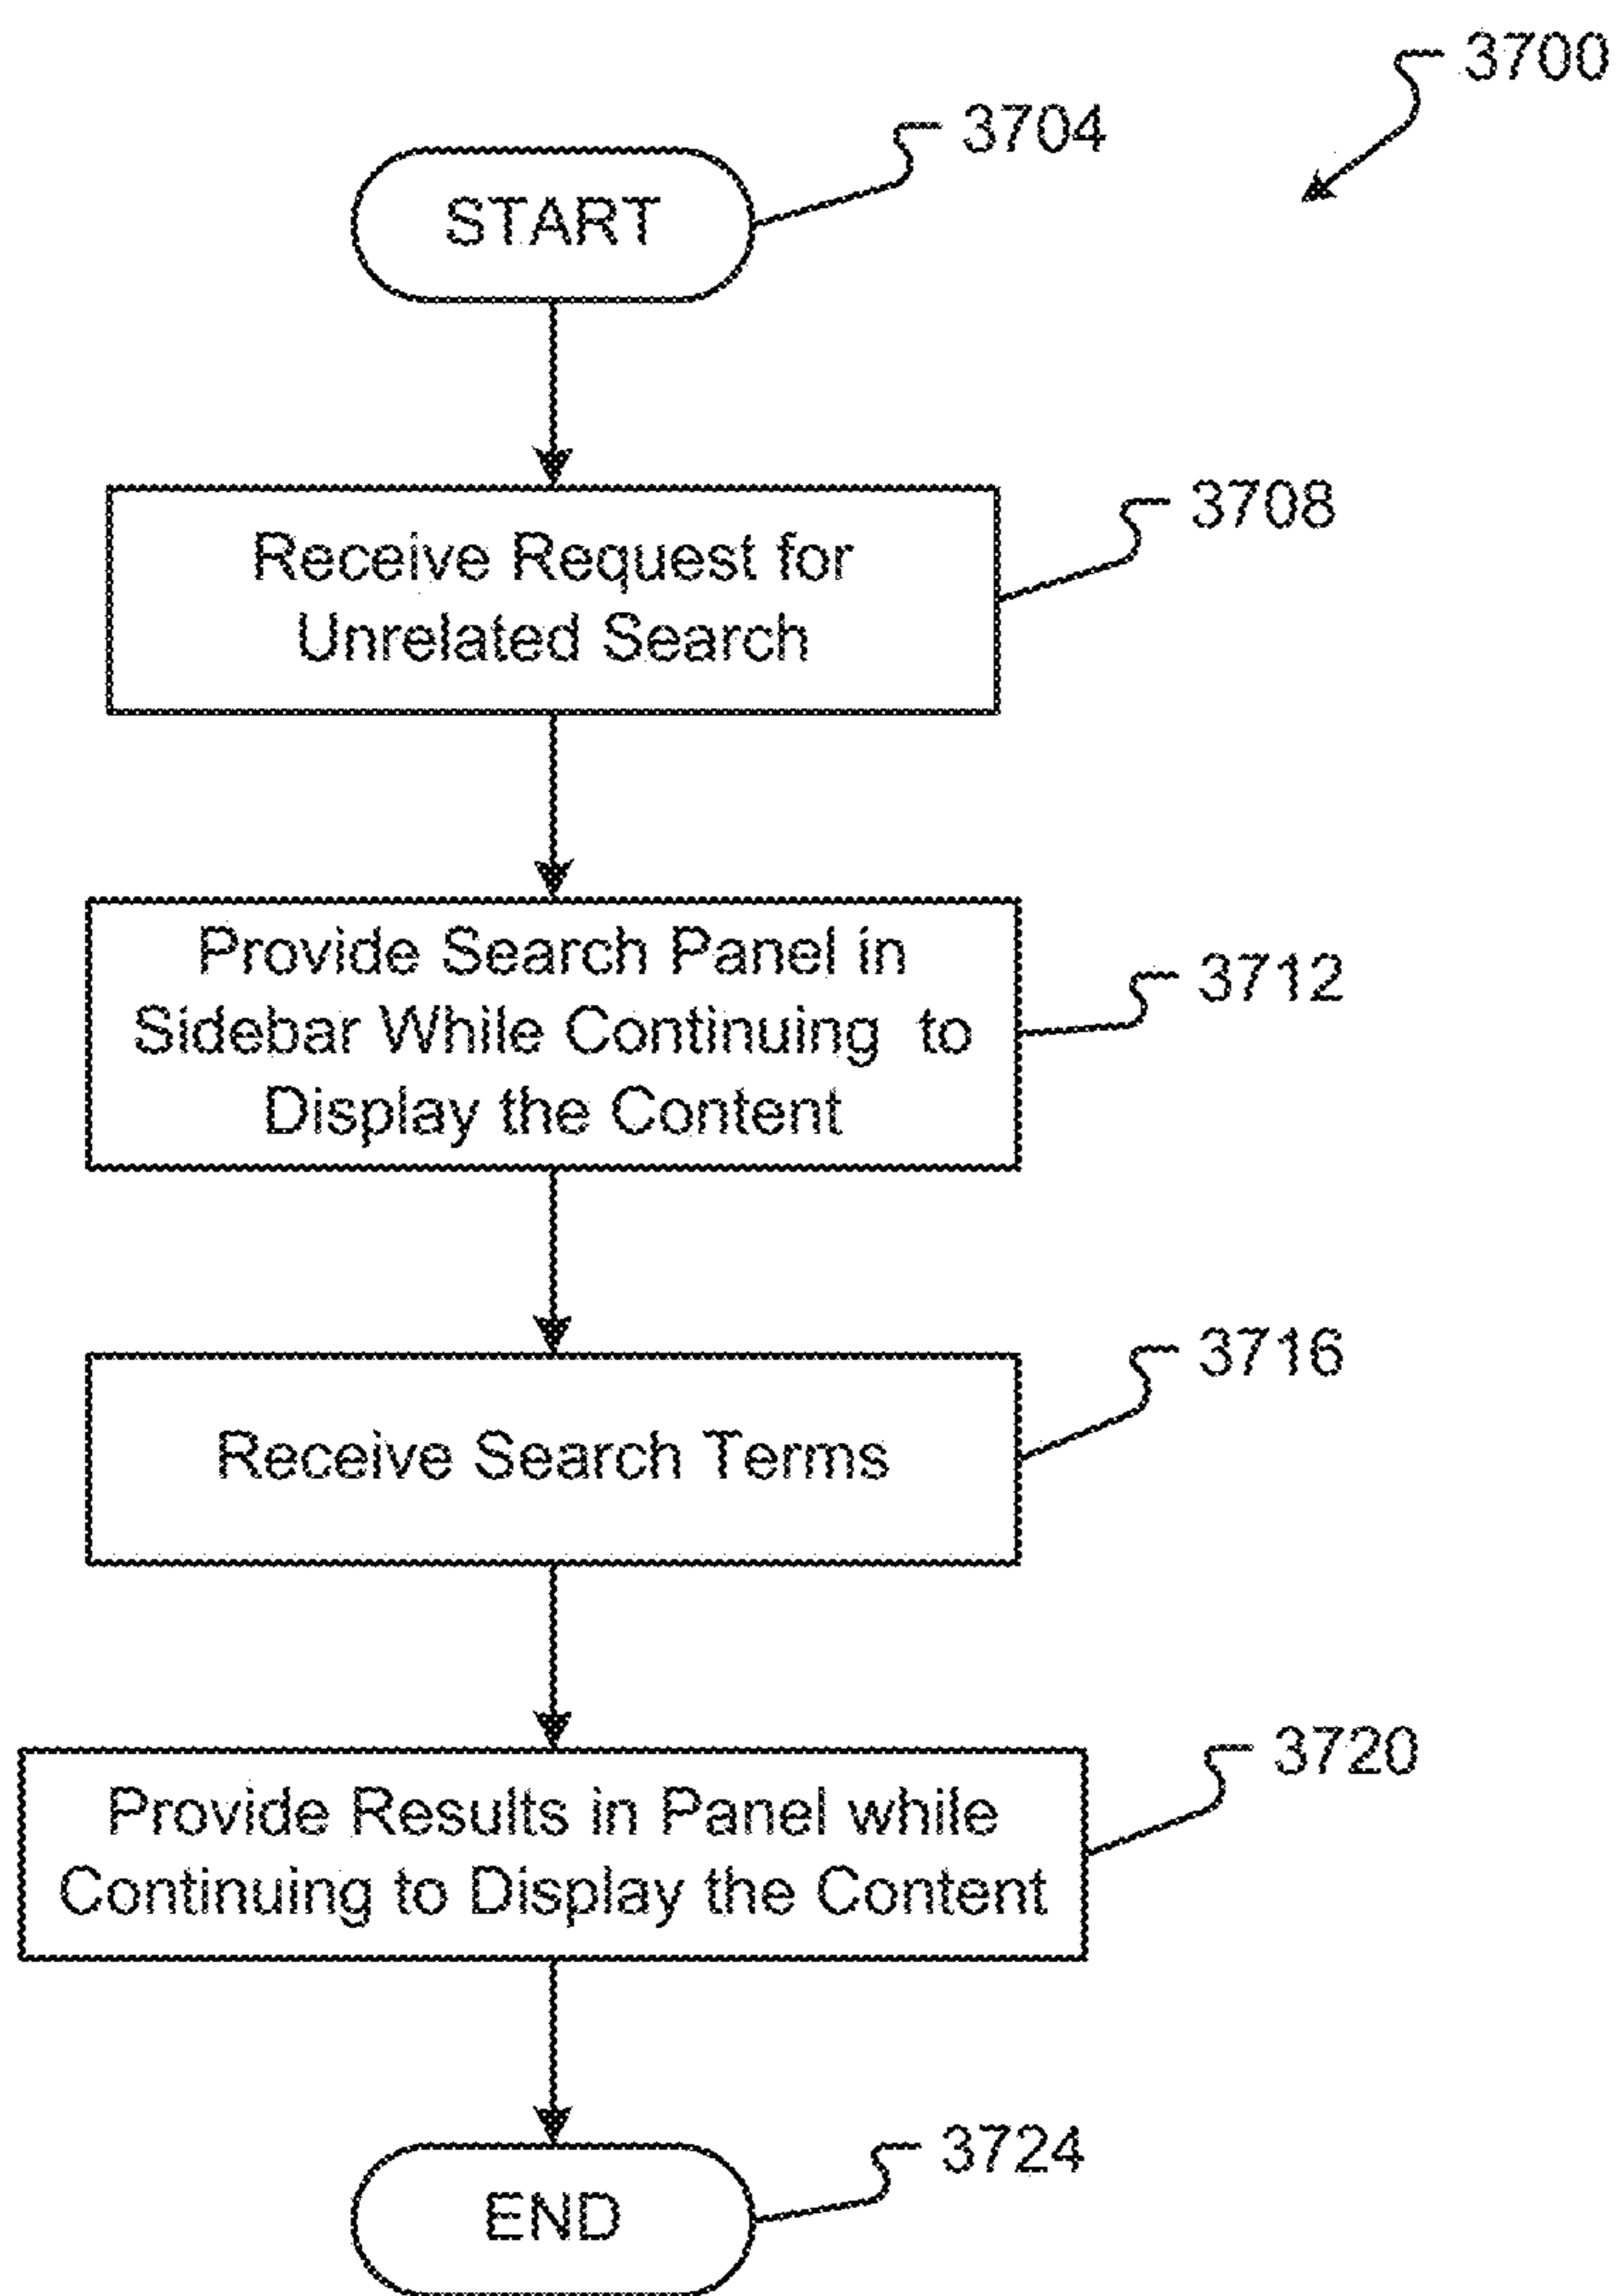 3700
3704
START
3708
Receive Request for
Unrelated Search
Provide Search Panel in
Sidebar While Continuing to
Display the Content
3712
3716
Receive Search Terms
3720
Provide Results in Panel while
Continuing to Display the Content
3724
END